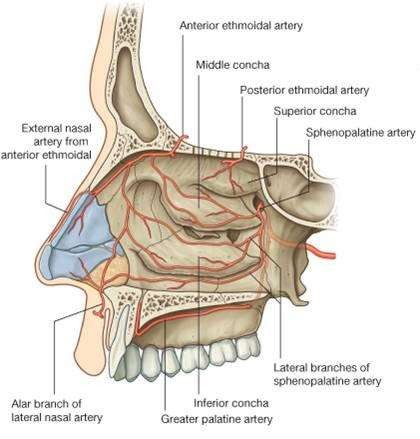 Anterior ethmoidal artery
Middle concha
Posterior ethmoidal artery
Superior concha
Sphenopalatine artery
External nasal
artery from
anterior ethmoidal
Lateral branches of
sphenopalatine artery
Alar branch of
lateral nasal artery
Inferior concha
Greater palatine artery